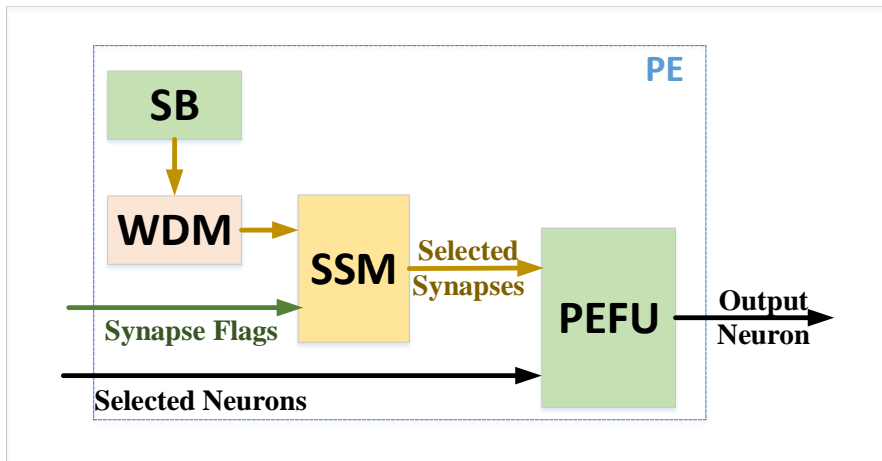 PE
SB
WDM
SSM
Selected
Synapses
PEFU
Output
Neuron
Synapse Flags
Selected Neurons